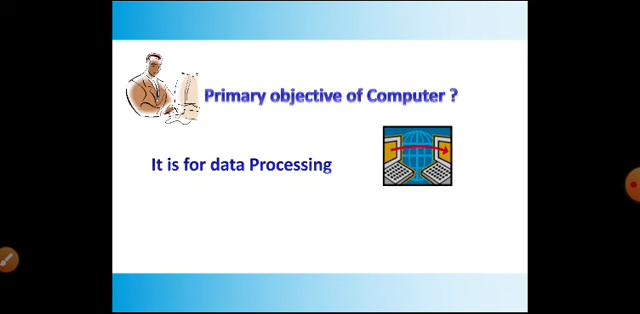 Primary objective of Computer ?
It is for data Processing